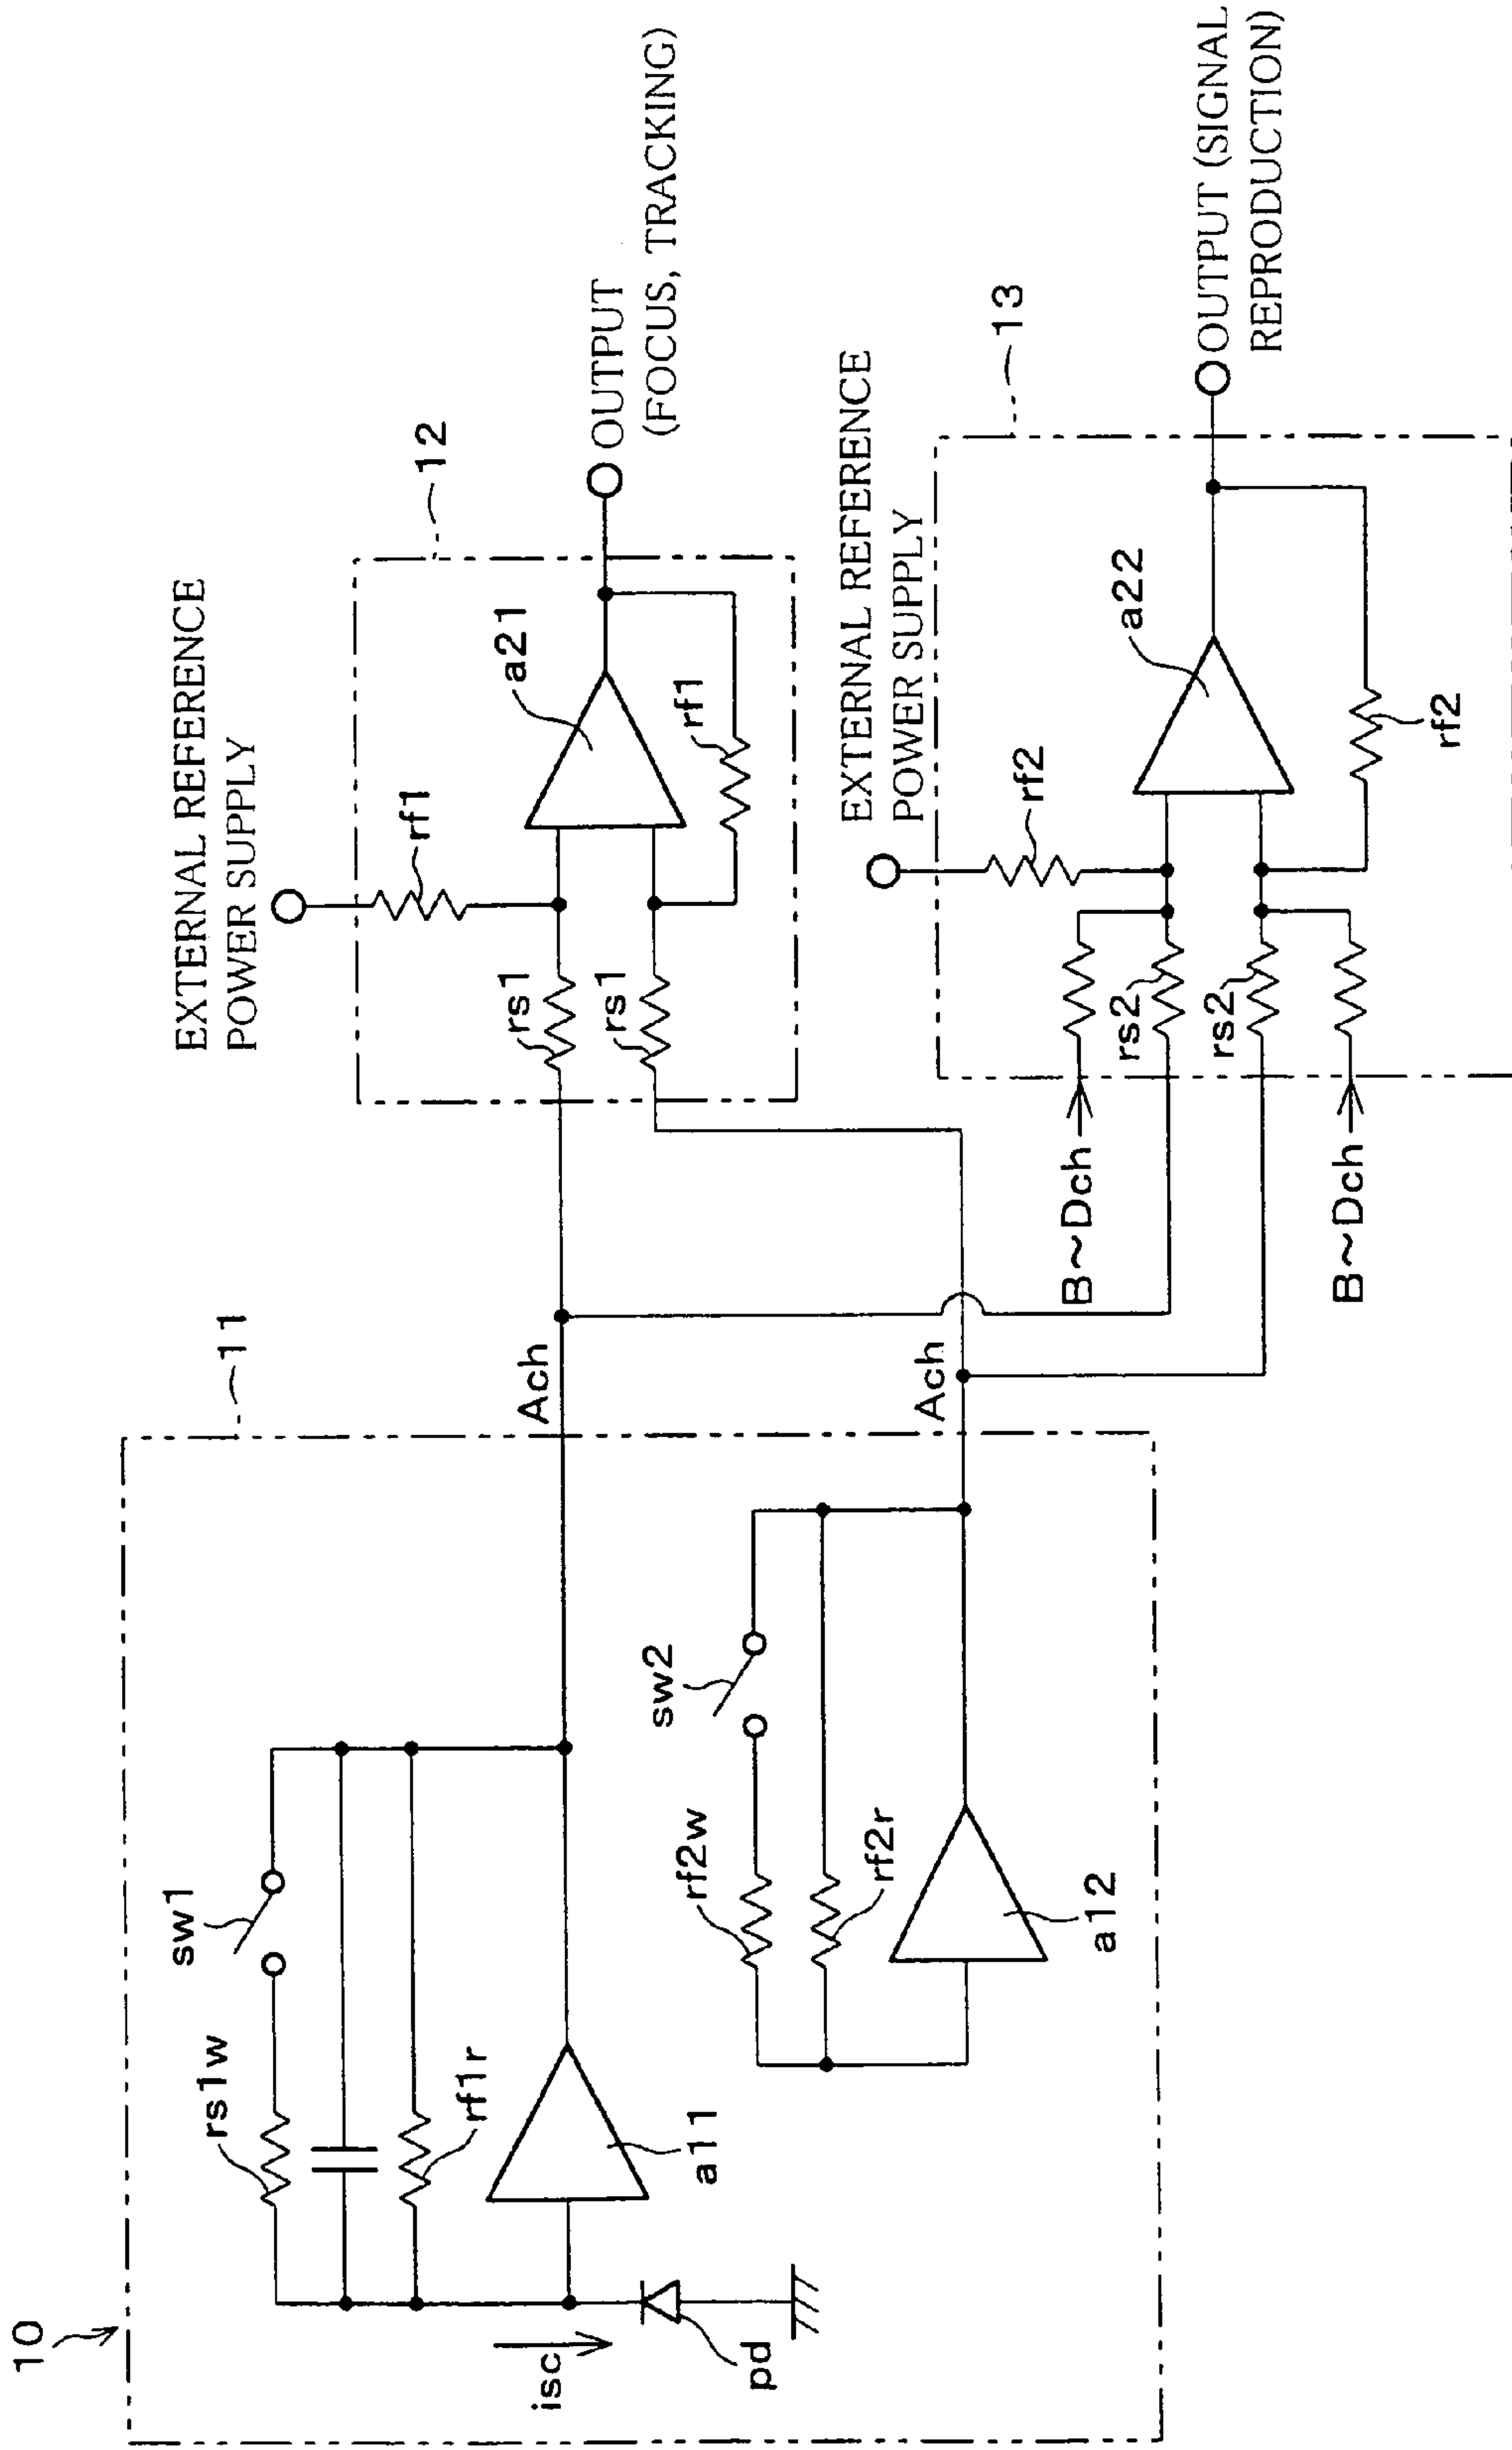 10
11
sw1
rs1w
rf1r
a11
isc
pd
sw2
rf2w
rf2r
a12
Ach
Ach
EXTERNAL REFERENCE
POWER SUPPLY
12
rf1
a21
rs1
rs1
rf1
OUTPUT
(FOCUS, TRACKING)
EXTERNAL REFERENCE
POWER SUPPLY
13
rf2
a22
B~Dch
rs2
rs2
B~Dch
rf2
OUTPUT (SIGNAL
REPRODUCTION)